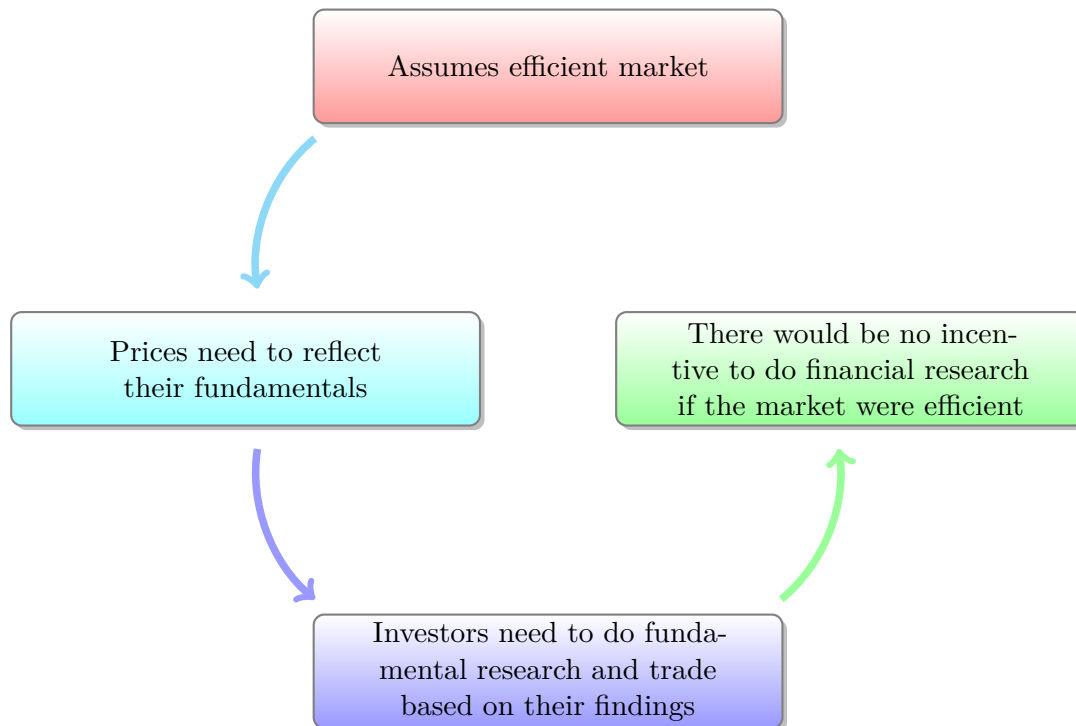 Assumes efficient market
Prices need to reflect
their fundamentals
There would be no incen-
tive to do financial research
if the market were efficient
Investors need to do funda-
mental research and trade
based on their findings